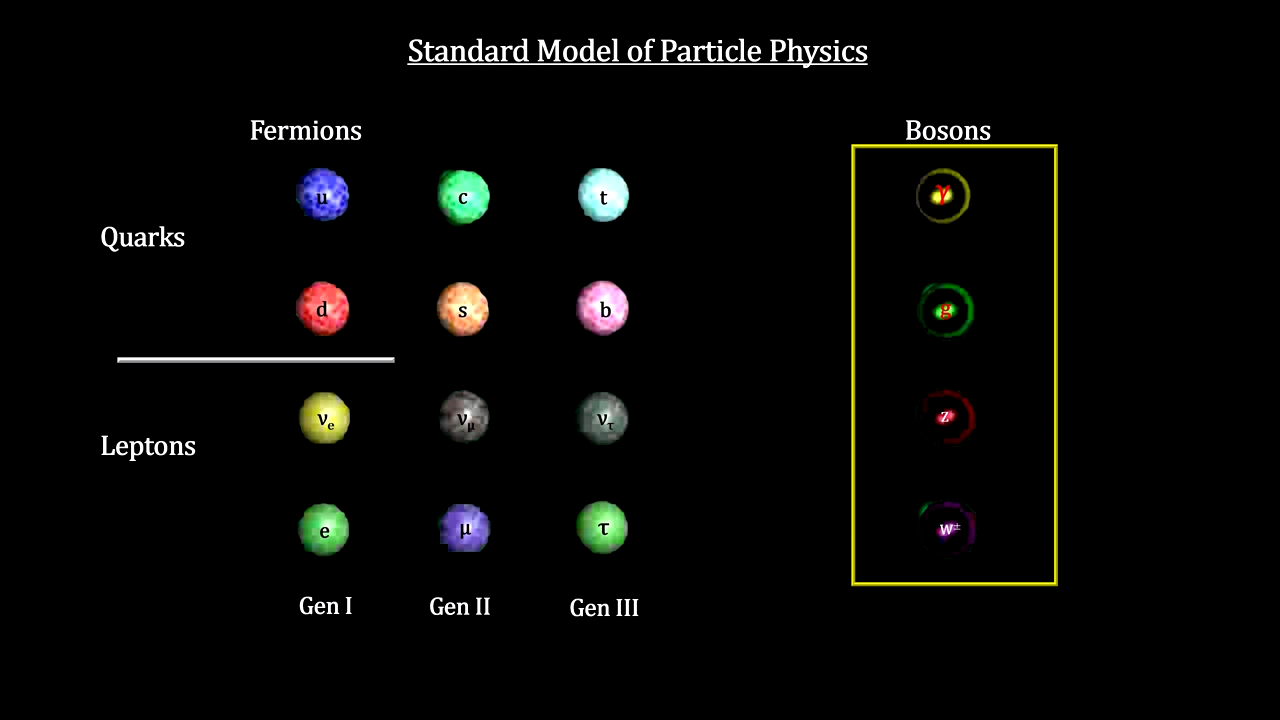 Standard Model of Particle Physics
Fermions
Bosons
u c t γ
Quarks
d s b g
νe νμ ντ z
Leptons
e μ τ w±
Gen I Gen II Gen III